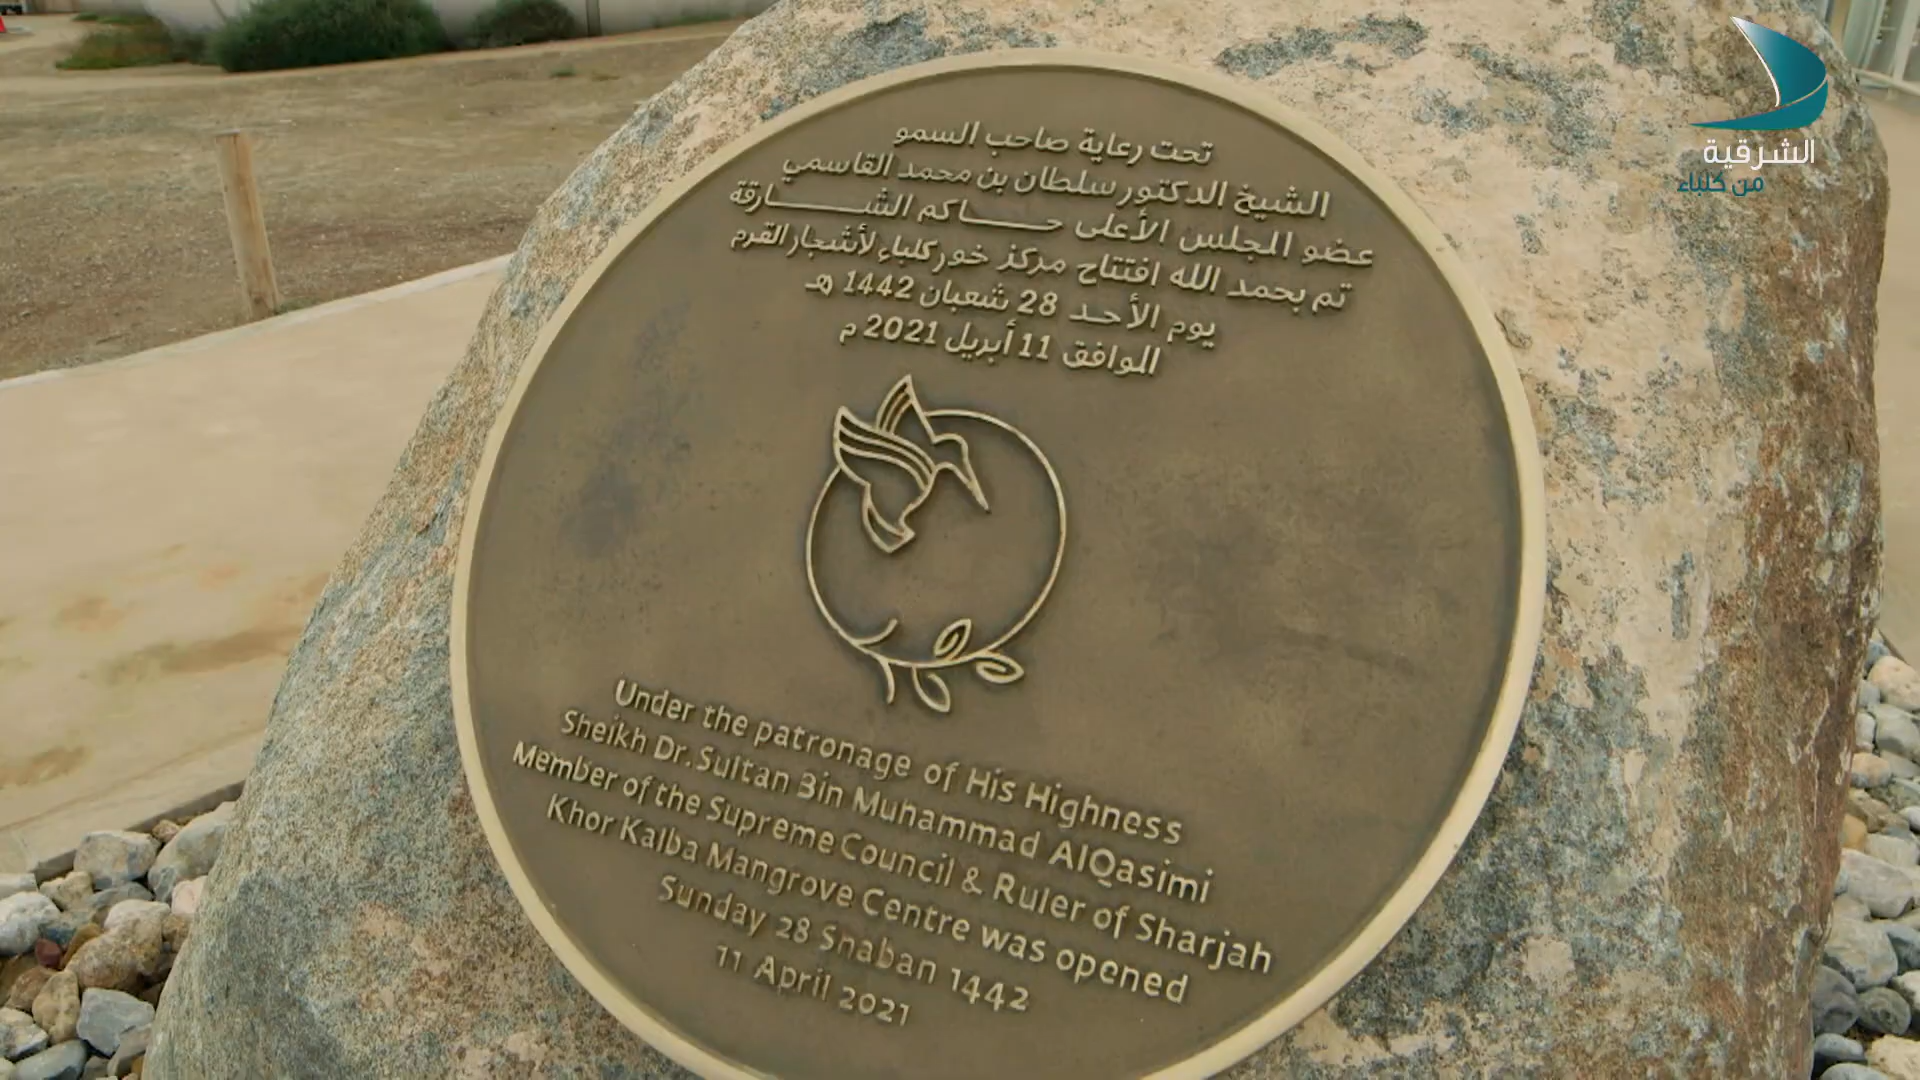 تحت رعاية صاحب السمو
الشيخ الدكتور سلطان بن محمد القاسمي
عضو المجلس الأعلى حاكم الشارقة
تم بحمد الله افتتاح مركز خور كلباء لأشجار القرم
يوم الأحد 28 شعبان 1442 هـ
الموافق 11 أبريل 2021 م
Under the patronage of His Highness
Sheikh Dr. Sultan Bin Muhammad AlQasimi
Member of the Supreme Council & Ruler of Sharjah
Khor Kalba Mangrove Centre was opened
Sunday 28 Shaban 1442
11 April 2021
الشرقية
من كلباء